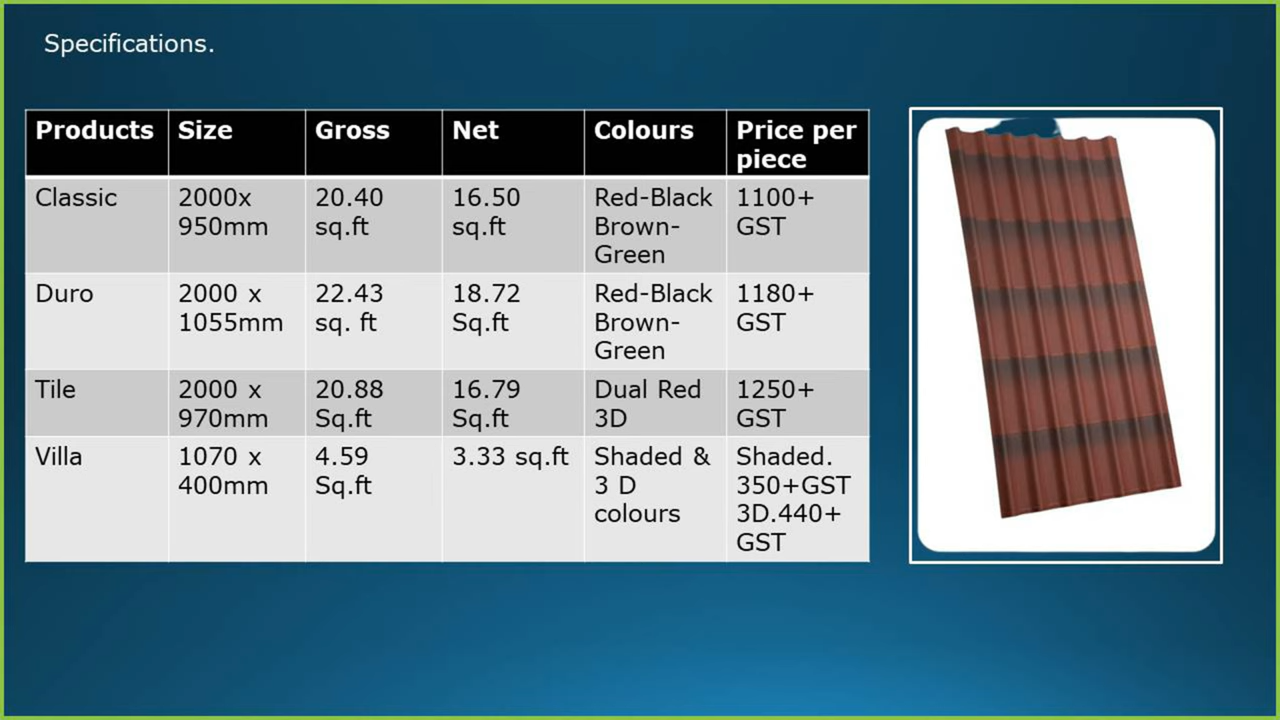 Specifications.
Products Size Gross Net Colours Price per piece
Classic 2000x 950mm 20.40 sq.ft 16.50 sq.ft Red-Black Brown-Green 1100+ GST
Duro 2000 x 1055mm 22.43 sq. ft 18.72 Sq.ft Red-Black Brown-Green 1180+ GST
Tile 2000 x 970mm 20.88 Sq.ft 16.79 Sq.ft Dual Red 3D 1250+ GST
Villa 1070 x 400mm 4.59 Sq.ft 3.33 sq.ft Shaded & 3 D colours Shaded. 350+GST 3D.440+ GST